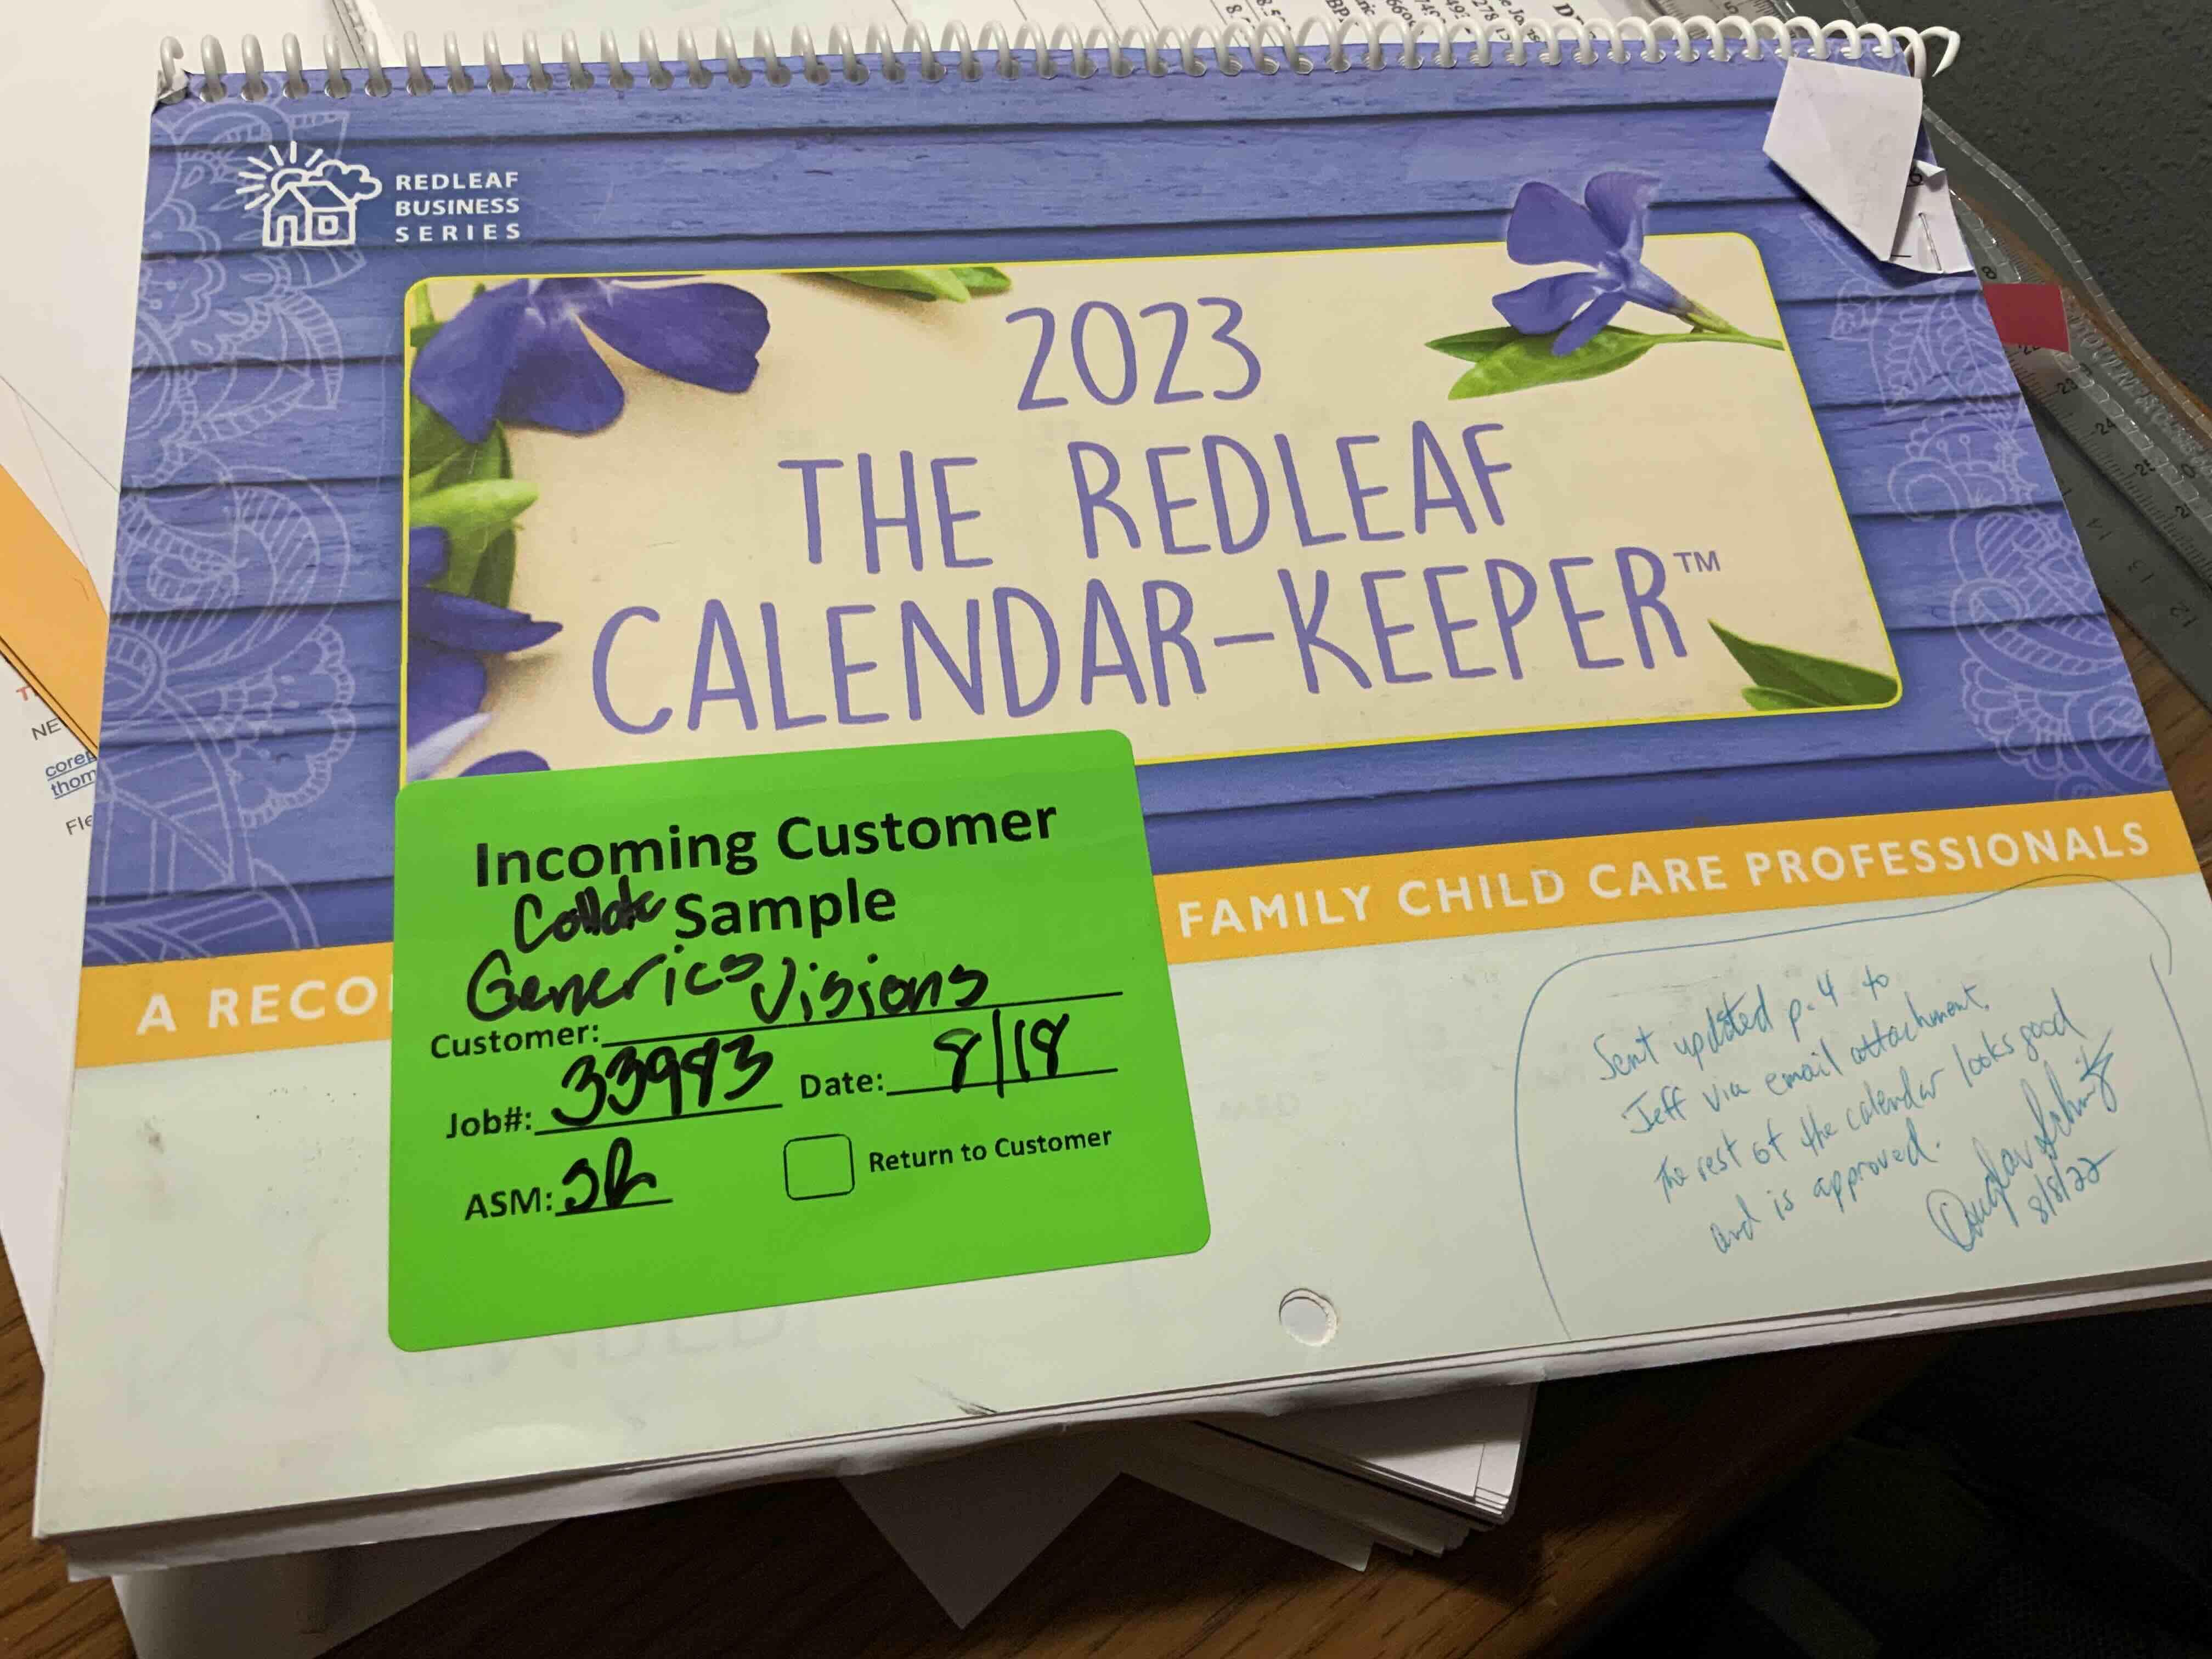 REDLEAF
BUSINESS
SERIES
2023
THE REDLEAF
CALENDAR-KEEPER™
A RECO
FAMILY CHILD CARE PROFESSIONALS
Incoming Customer
Sample
Generics Visions
Customer:
Job#: 33983 Date: 8/18
ASM: Return to Customer
Sent updated p.4 to
Jeff via email attachment.
The rest of the calendar looks good
and is approved.
8/8/22